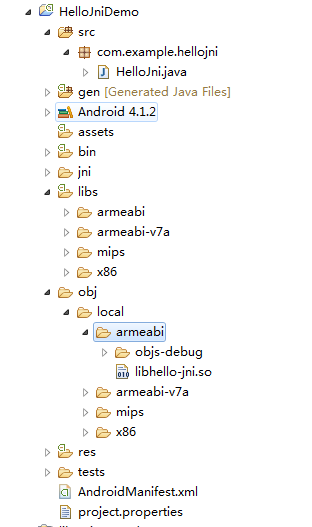 HelloJniDemo
src
com.example.hellojni
HelloJni.java
gen [Generated Java Files]
Android 4.1.2
assets
bin
jni
libs
armeabi
armeabi-v7a
mips
x86
obj
local
armeabi
objs-debug
libhello-jni.so
armeabi-v7a
mips
x86
res
tests
AndroidManifest.xml
project.properties